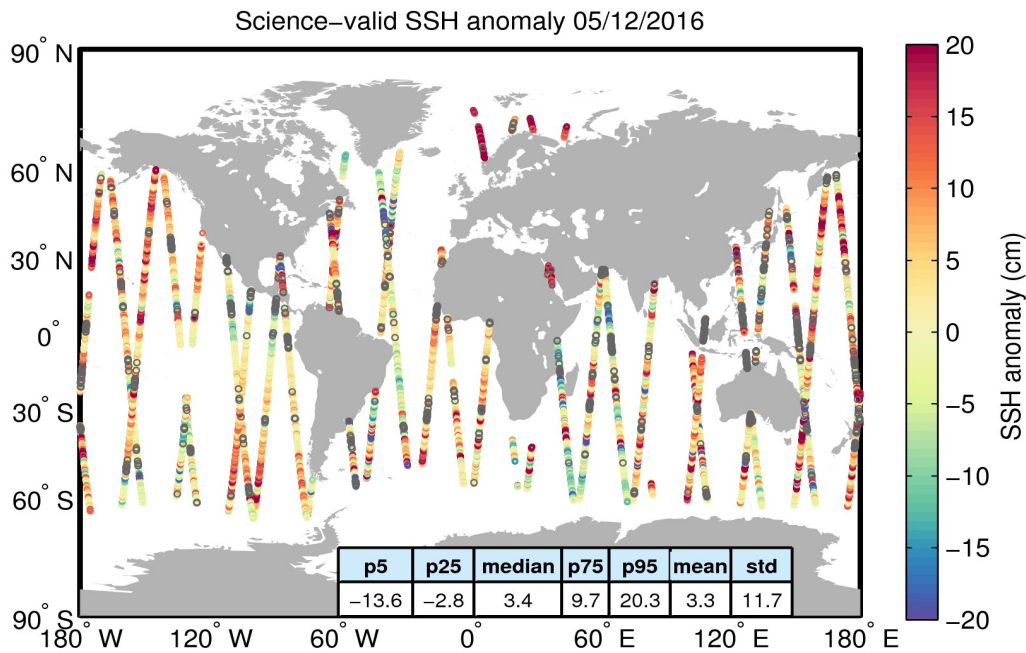 Science−valid SSH anomaly 05/12/2016
90° N
60° N
30° N
0°
30° S
60° S
90° S
180° W
120° W
60° W
0°
60° E
120° E
180° E
p5 p25 median p75 p95 mean std
−13.6 −2.8 3.4 9.7 20.3 3.3 11.7
20
15
10
5
0
−5
−10
−15
−20
SSH anomaly (cm)